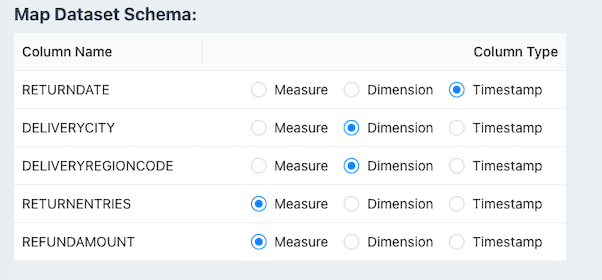 Map Dataset Schema:
Column Name Column Type
RETURNDATE Measure Dimension Timestamp
DELIVERYCITY Measure Dimension Timestamp
DELIVERYREGIONCODE Measure Dimension Timestamp
RETURNENTRIES Measure Dimension Timestamp
REFUNDAMOUNT Measure Dimension Timestamp